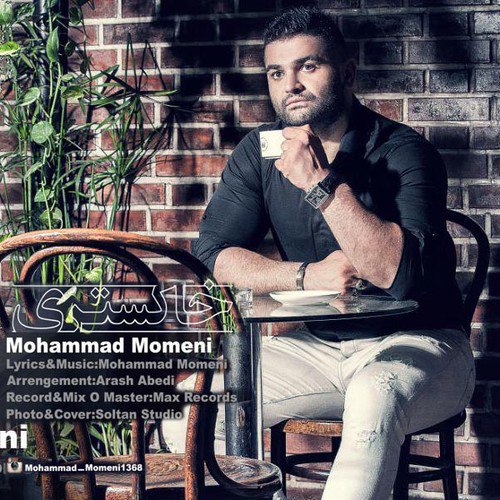 خاکستری
Mohammad Momeni
Lyrics&Music:Mohammad Momeni
Arrengement:Arash Abedi
Record&Mix O Master:Max Records
Photo&Cover:Soltan Studio
ni
Mohammad_Momeni1368